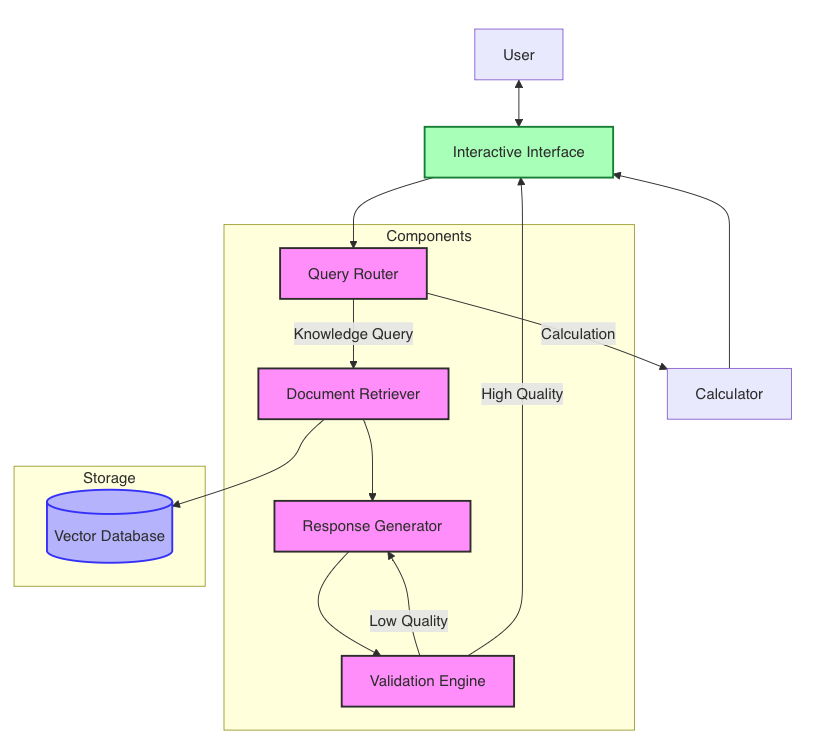 User
Interactive Interface
Components
Query Router
Knowledge Query
Calculation
Document Retriever
High Quality
Calculator
Storage
Vector Database
Response Generator
Low Quality
Validation Engine